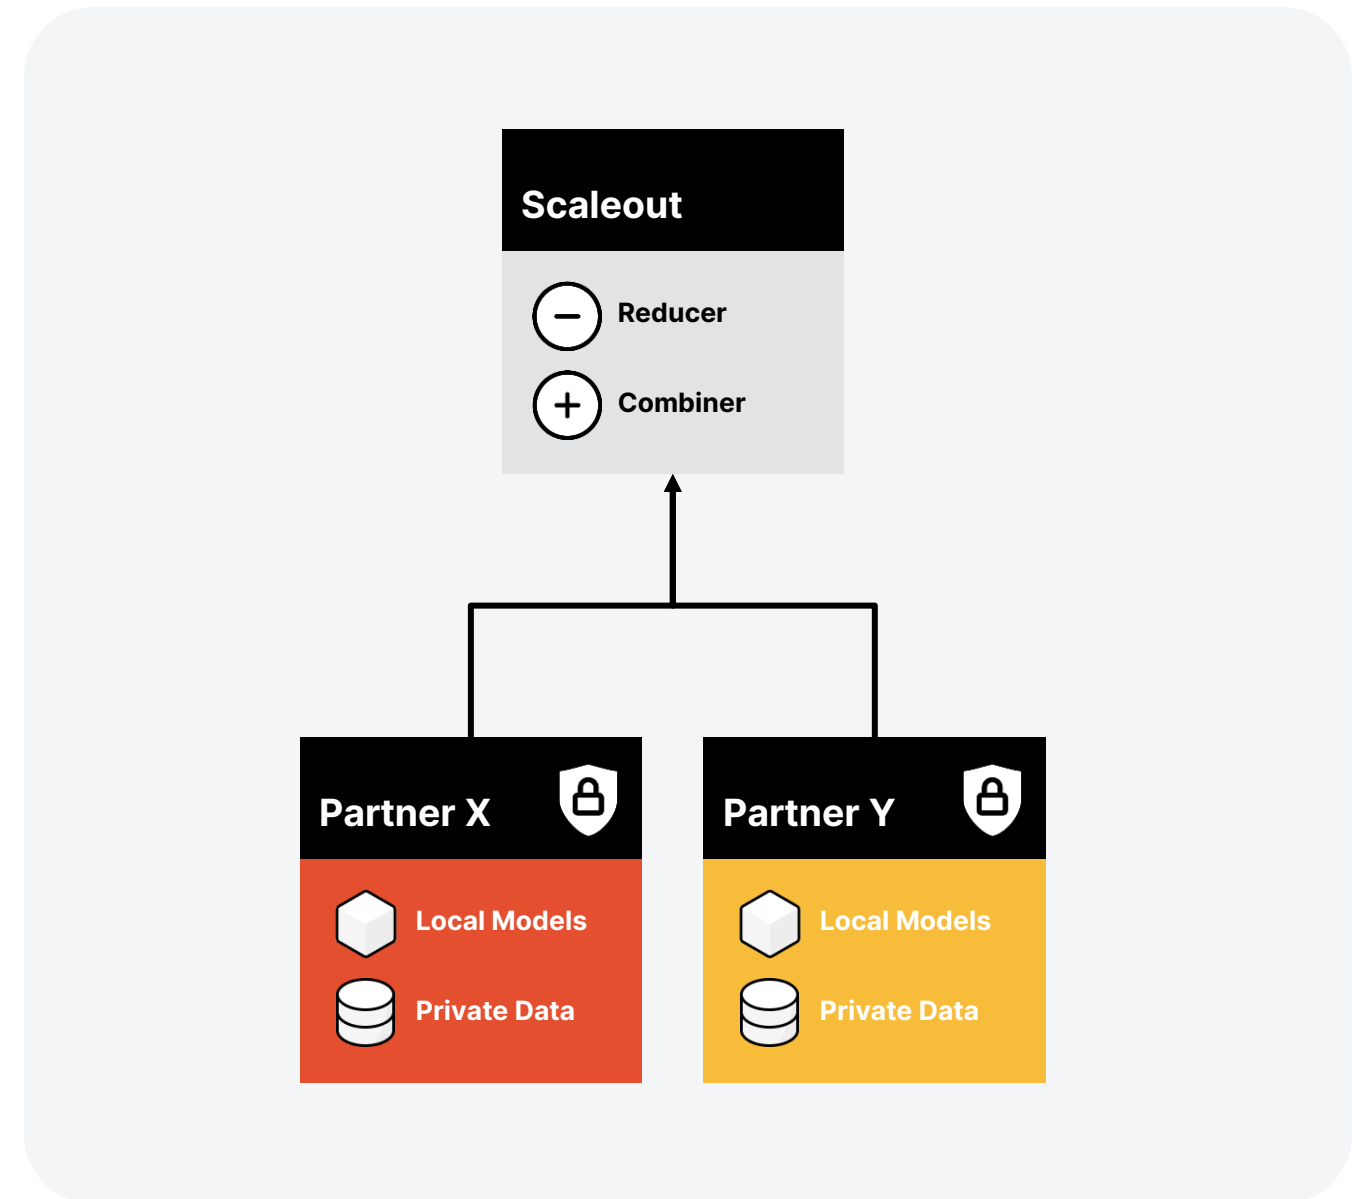 Scaleout
Reducer
Combiner
Partner X
Local Models
Private Data
Partner Y
Local Models
Private Data